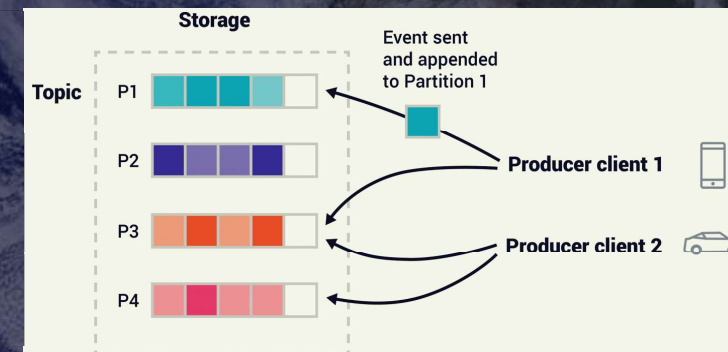 Storage
Event sent
and appended
to Partition 1
Topic
P1
P2
Producer client 1
P3
Producer client 2
P4